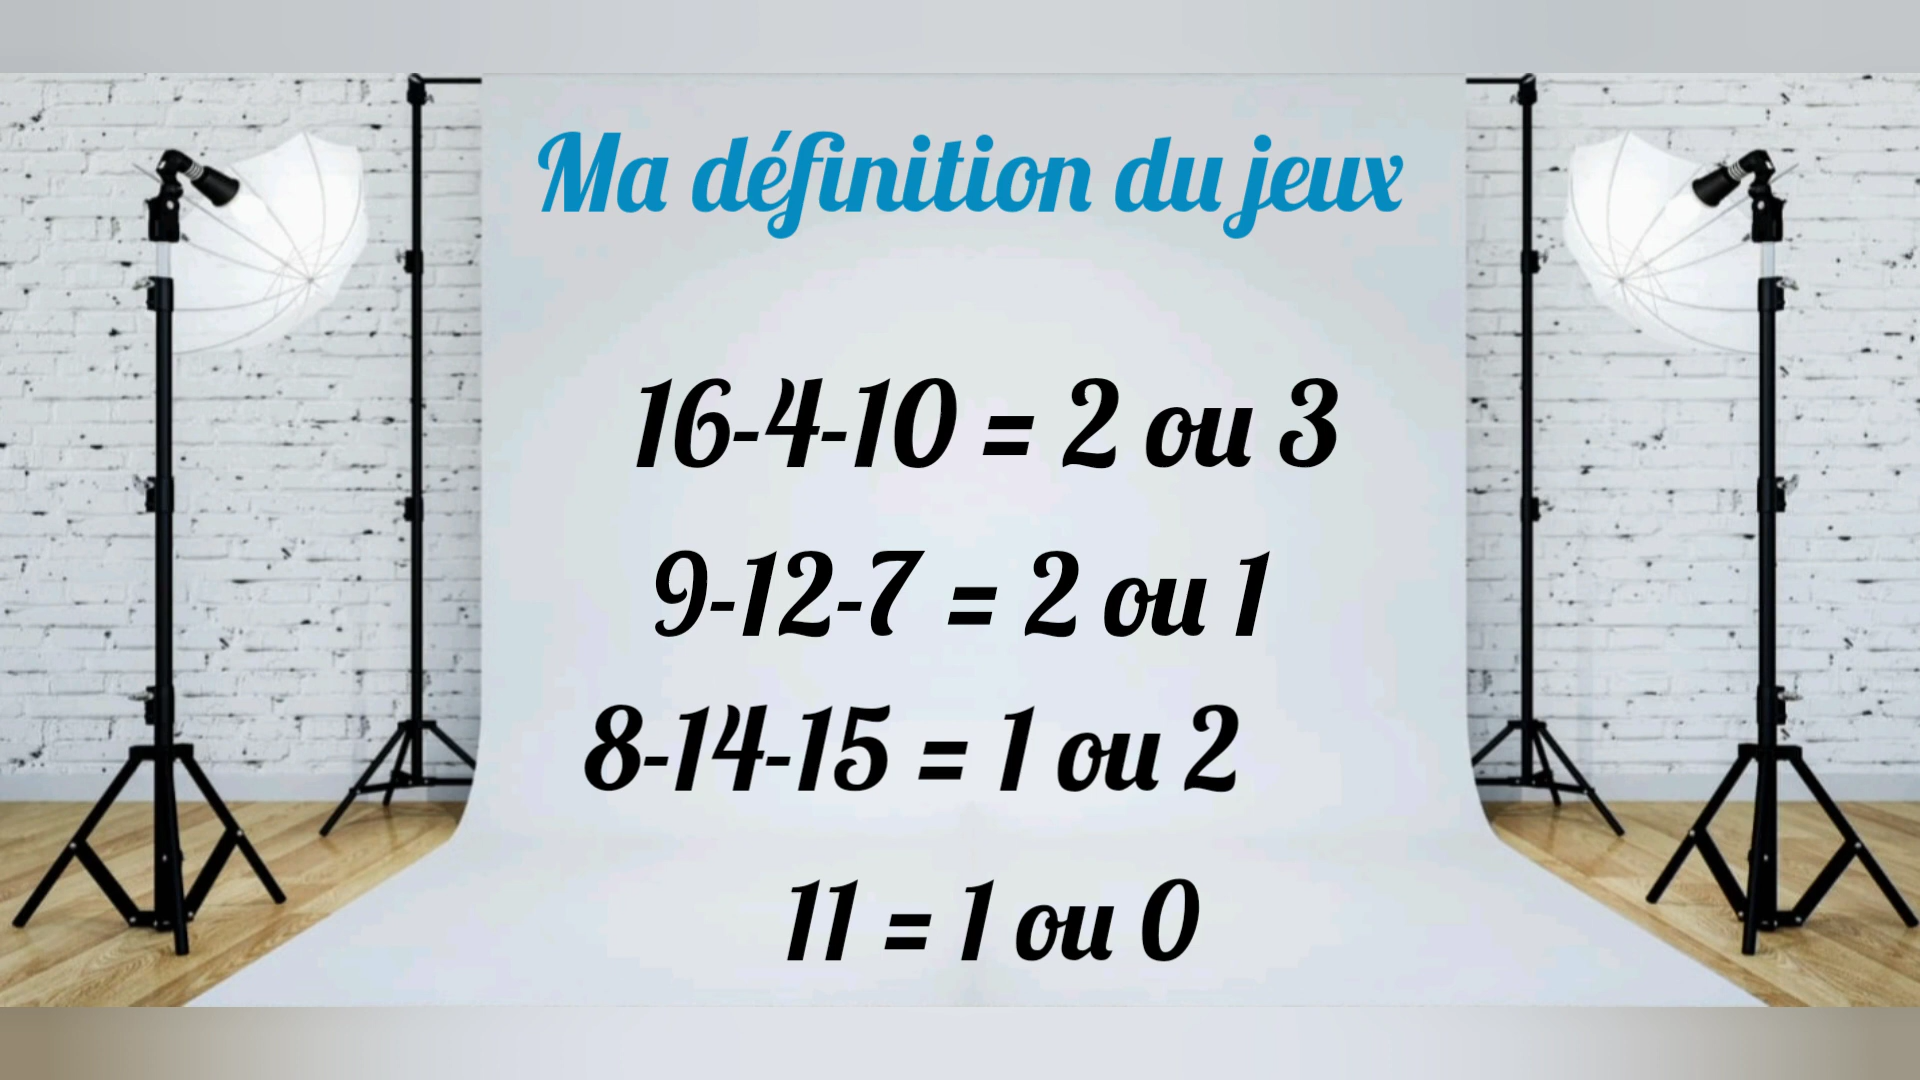 Ma définition du jeux
16-4-10 = 2 ou 3
9-12-7 = 2 ou 1
8-14-15 = 1 ou 2
11 = 1 ou 0